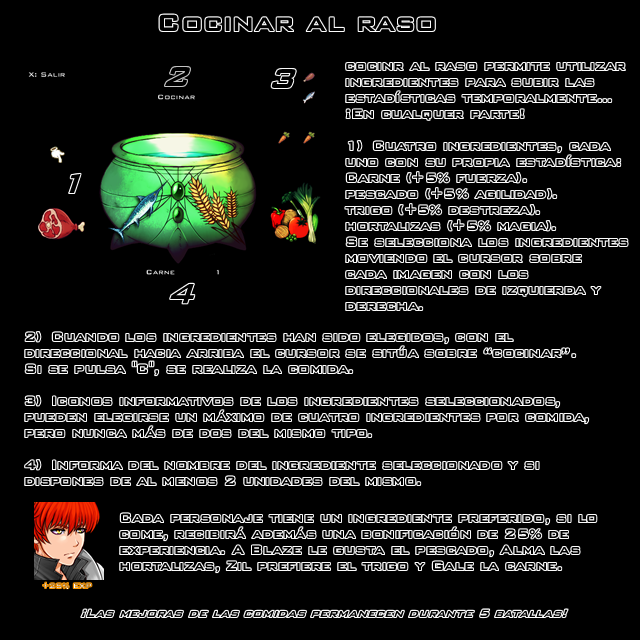 Cocinar al raso
X: Salir
2
Cocinar
3
1
Carne 1
4
cocinr al raso permite utilizar
ingredientes para subir las
estadísticas temporalmente...
¡En cualquier parte!
1) Cuatro ingredientes, cada
uno con su propia estadística:
Carne (+5% fuerza).
pescado (+5% agilidad).
trigo (+5% destreza).
hortalizas (+5% magia).
Se selecciona los ingredientes
moviendo el cursor sobre
cada imagen con los
direccionales de izquierda y
derecha.
2) Cuando los ingredientes han sido elegidos, con el
direccional hacia arriba el cursor se sitúa sobre “cocinar”.
Si se pulsa "C", se realiza la comida.
3) Iconos informativos de los ingredientes seleccionados,
pueden elegirse un máximo de cuatro ingredientes por comida,
pero nunca más de dos del mismo tipo.
4) Informa del nombre del ingrediente seleccionado y si
dispones de al menos 2 unidades del mismo.
Cada personaje tiene un ingrediente preferido, si lo
come, recibirá además una bonificación de 25% de
experiencia. A Blaze le gusta el pescado, Alma las
hortalizas, Zil prefiere el trigo y Gale la carne.
+25% EXP
¡Las mejoras de las comidas permanecen durante 5 batallas!